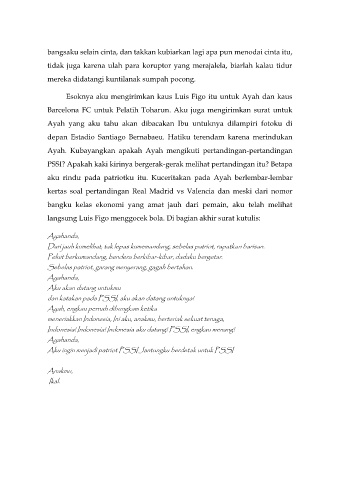 bangsaku selain cinta, dan takkan kubiarkan lagi apa pun menodai cinta itu,
tidak juga karena ulah para koruptor yang merajalela, biarlah kalau tidur
mereka didatangi kuntilanak sumpah pocong.
Esoknya aku mengirimkan kaus Luis Figo itu untuk Ayah dan kaus
Barcelona FC untuk Pelatih Toharun. Aku juga mengirimkan surat untuk
Ayah yang aku tahu akan dibacakan Ibu untuknya dilampiri fotoku di
depan Estadio Santiago Bernabaeu. Hatiku terendam karena merindukan
Ayah. Kubayangkan apakah Ayah mengikuti pertandingan-pertandingan
PSSI? Apakah kaki kirinya bergerak-gerak melihat pertandingan itu? Betapa
aku rindu pada patriotku itu. Kuceritakan pada Ayah berlembar-lembar
kertas soal pertandingan Real Madrid vs Valencia dan meski dari nomor
bangku kelas ekonomi yang amat jauh dari pemain, aku telah melihat
langsung Luis Figo menggocek bola. Di bagian akhir surat kutulis:
Ayahanda,
Dari jauh kumelihat, tak lepas kumemandang, sebelas patriot, rapatkan barisan.
Peluit berkumandang, bendera berkibar-kibar, dadaku bergetar.
Sebelas patriot, garang menyerang, gagah bertahan.
Ayahanda,
Aku akan datang untukmu
dan katakan pada PSSI, aku akan datang untuknya!
Ayah, engkau pernah dibungkam ketika
meneriakkan Indonesia, Ini aku, anakmu, berteriak sekuat tenaga,
Indonesia! Indonesia! Indonesia aku datang! PSSI, engkau menang!
Ayahanda,
Aku ingin menjadi patriot PSSI, Jantungku berdetak untuk PSSI
Anakmu,
Ikal